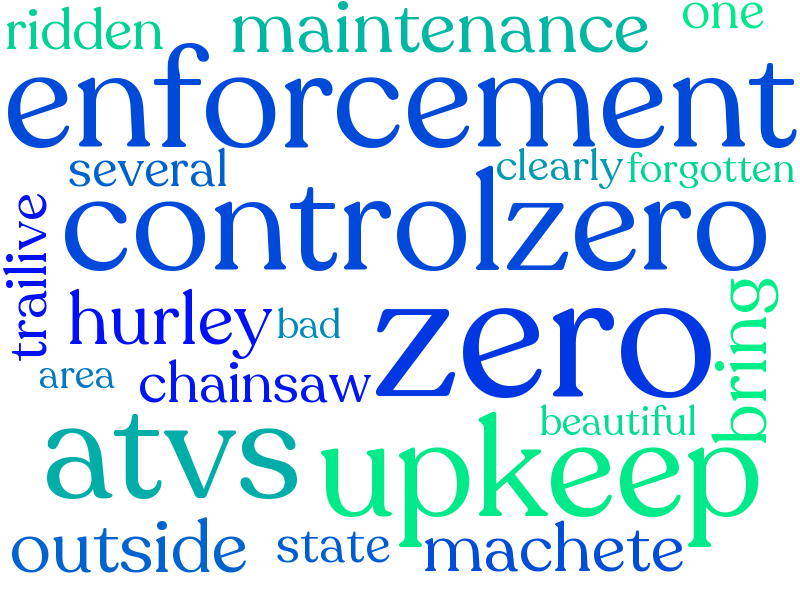 ridden maintenance one
enforcement
several clearly forgotten
controlzero
trailive
hurley bad zero bring
area chainsaw
atvs upkeep beautiful
outside state machete